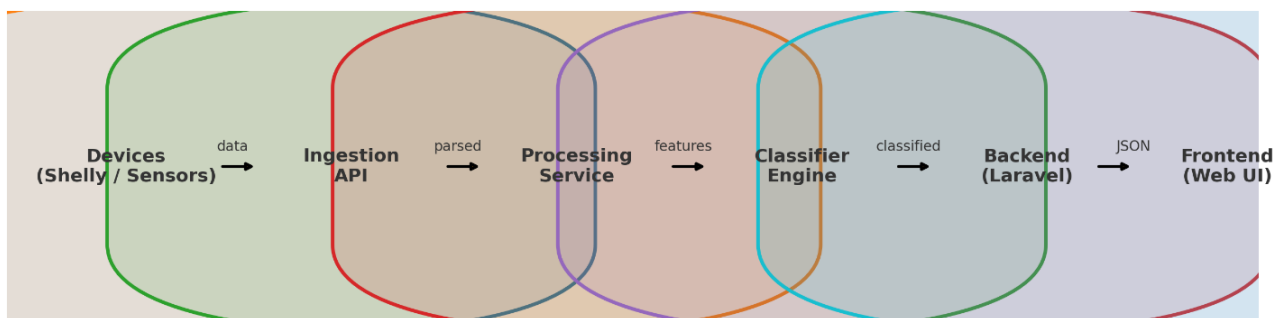 Devices
(Shelly / Sensors)
data
Ingestion
API
parsed
Processing
Service
features
Classifier
Engine
classified
Backend
(Laravel)
JSON
Frontend
(Web UI)